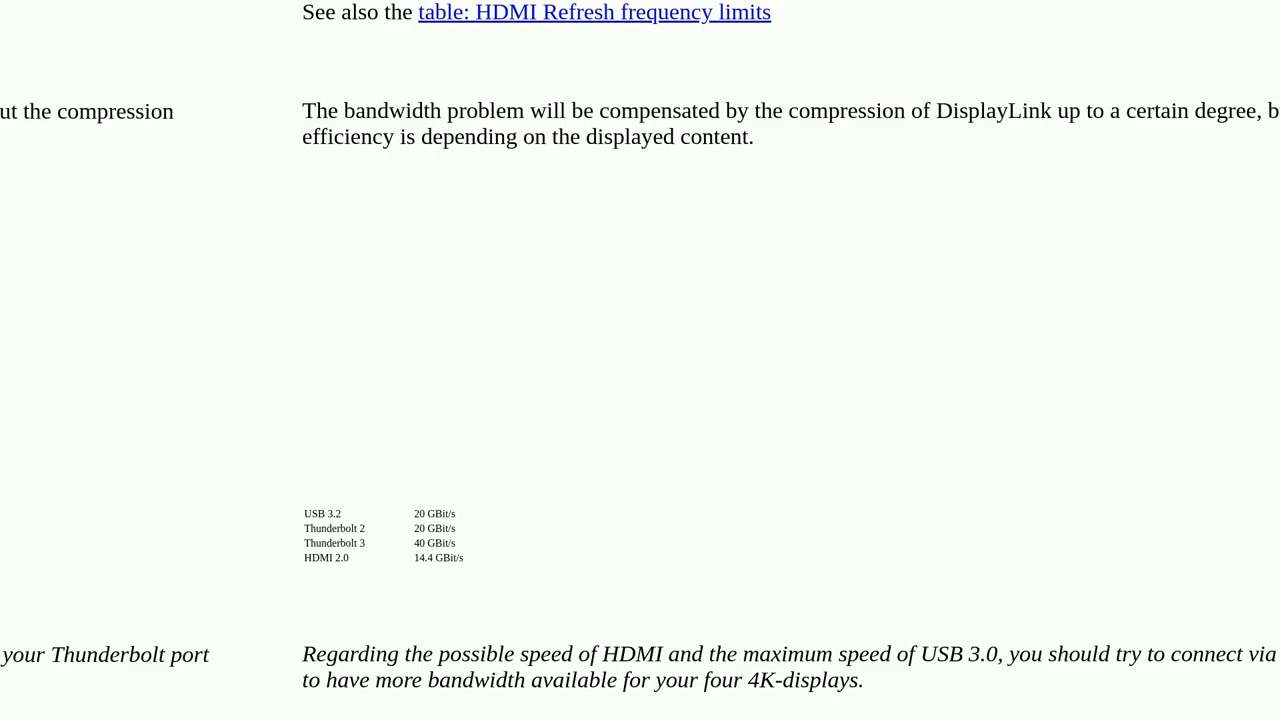 See also the table: HDMI Refresh frequency limits
ut the compression
The bandwidth problem will be compensated by the compression of DisplayLink up to a certain degree, b
efficiency is depending on the displayed content.
USB 3.2 20 GBit/s
Thunderbolt 2 20 GBit/s
Thunderbolt 3 40 GBit/s
HDMI 2.0 14.4 GBit/s
your Thunderbolt port
Regarding the possible speed of HDMI and the maximum speed of USB 3.0, you should try to connect via
to have more bandwidth available for your four 4K-displays.